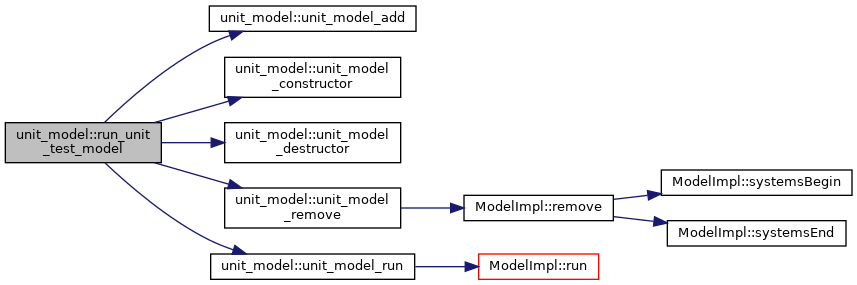 unit_model::unit_model_add
unit_model::unit_model
_constructor
unit_model::run_unit
_test_model
unit_model::unit_model
_destructor
unit_model::unit_model
_remove
ModelImpl::remove
ModelImpl::systemsBegin
ModelImpl::systemsEnd
unit_model::unit_model_run
ModelImpl::run